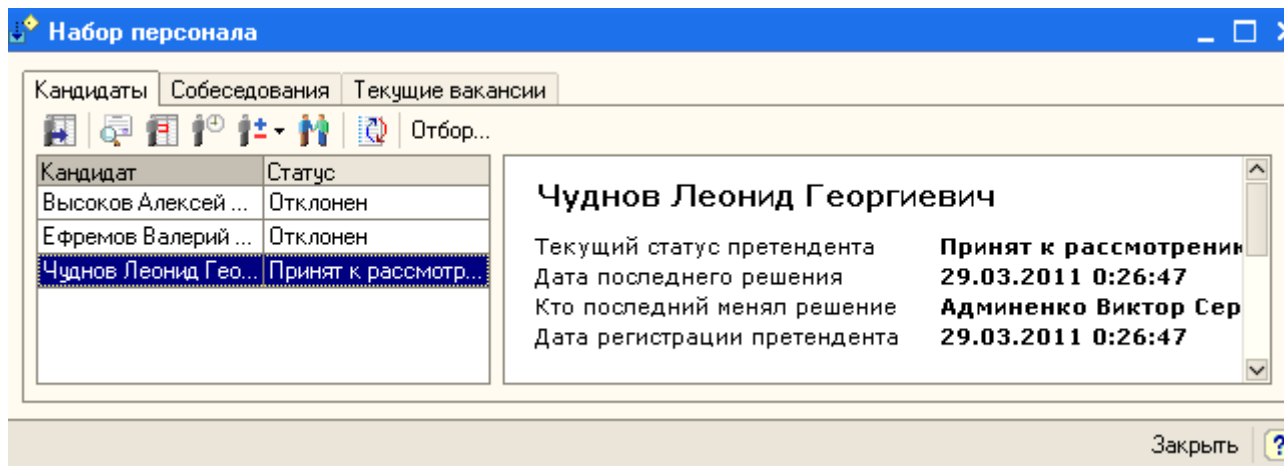 Набор персонала
Кандидаты Собеседования Текущие вакансии
Отбор...
Кандидат Статус
Высоков Алексей ... Отклонен
Ефремов Валерий ... Отклонен
Чуднов Леонид Гео... Принят к рассмотр...
Чуднов Леонид Георгиевич
Текущий статус претендента Принят к рассмотрению
Дата последнего решения 29.03.2011 0:26:47
Кто последний менял решение Админенко Виктор Сер
Дата регистрации претендента 29.03.2011 0:26:47
Закрыть ?